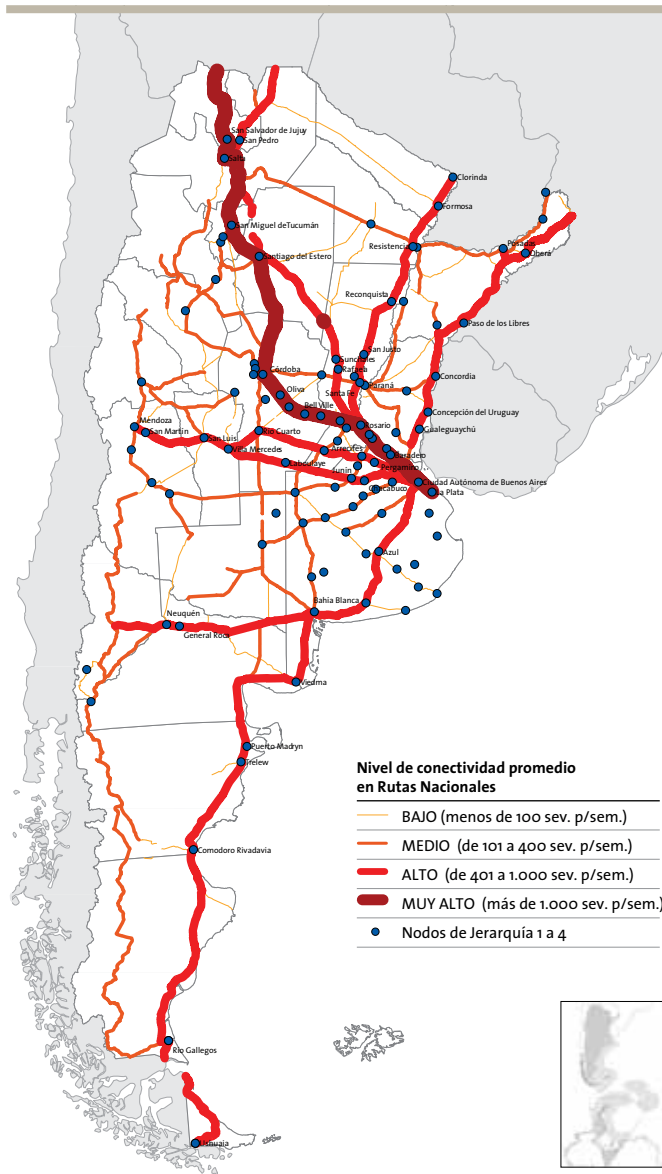 San Salvador de Jujuy
San Pedro
Salta
Clorinda
Formosa
San Miguel deTucumán
Resistencia
Posadas
Oberá
Santiago del Estero
Reconquista
Paso de los Libres
San Justo
Sunchales
Rafaela
Córdoba
Paraná
Concordia
Oliva
Santa Fe
Bell Ville
Concepción del Uruguay
Mendoza
San Martín
Rosario
Gualeguaychú
Río Cuarto
San Luis
Villa Mercedes
Arrecifes
Baradero
Laboulaye
Pergamino
Junín
Chacabuco
Ciudad Autónoma de Buenos Aires
La Plata
Azul
Bahía Blanca
Neuquén
General Roca
Viedma
Puerto Madryn
Trelew
Comodoro Rivadavia
Río Gallegos
Ushuaia
Nivel de conectividad promedio
en Rutas Nacionales
BAJO (menos de 100 sev. p/sem.)
MEDIO (de 101 a 400 sev. p/sem.)
ALTO (de 401 a 1.000 sev. p/sem.)
MUY ALTO (más de 1.000 sev. p/sem)
Nodos de Jerarquía 1 a 4